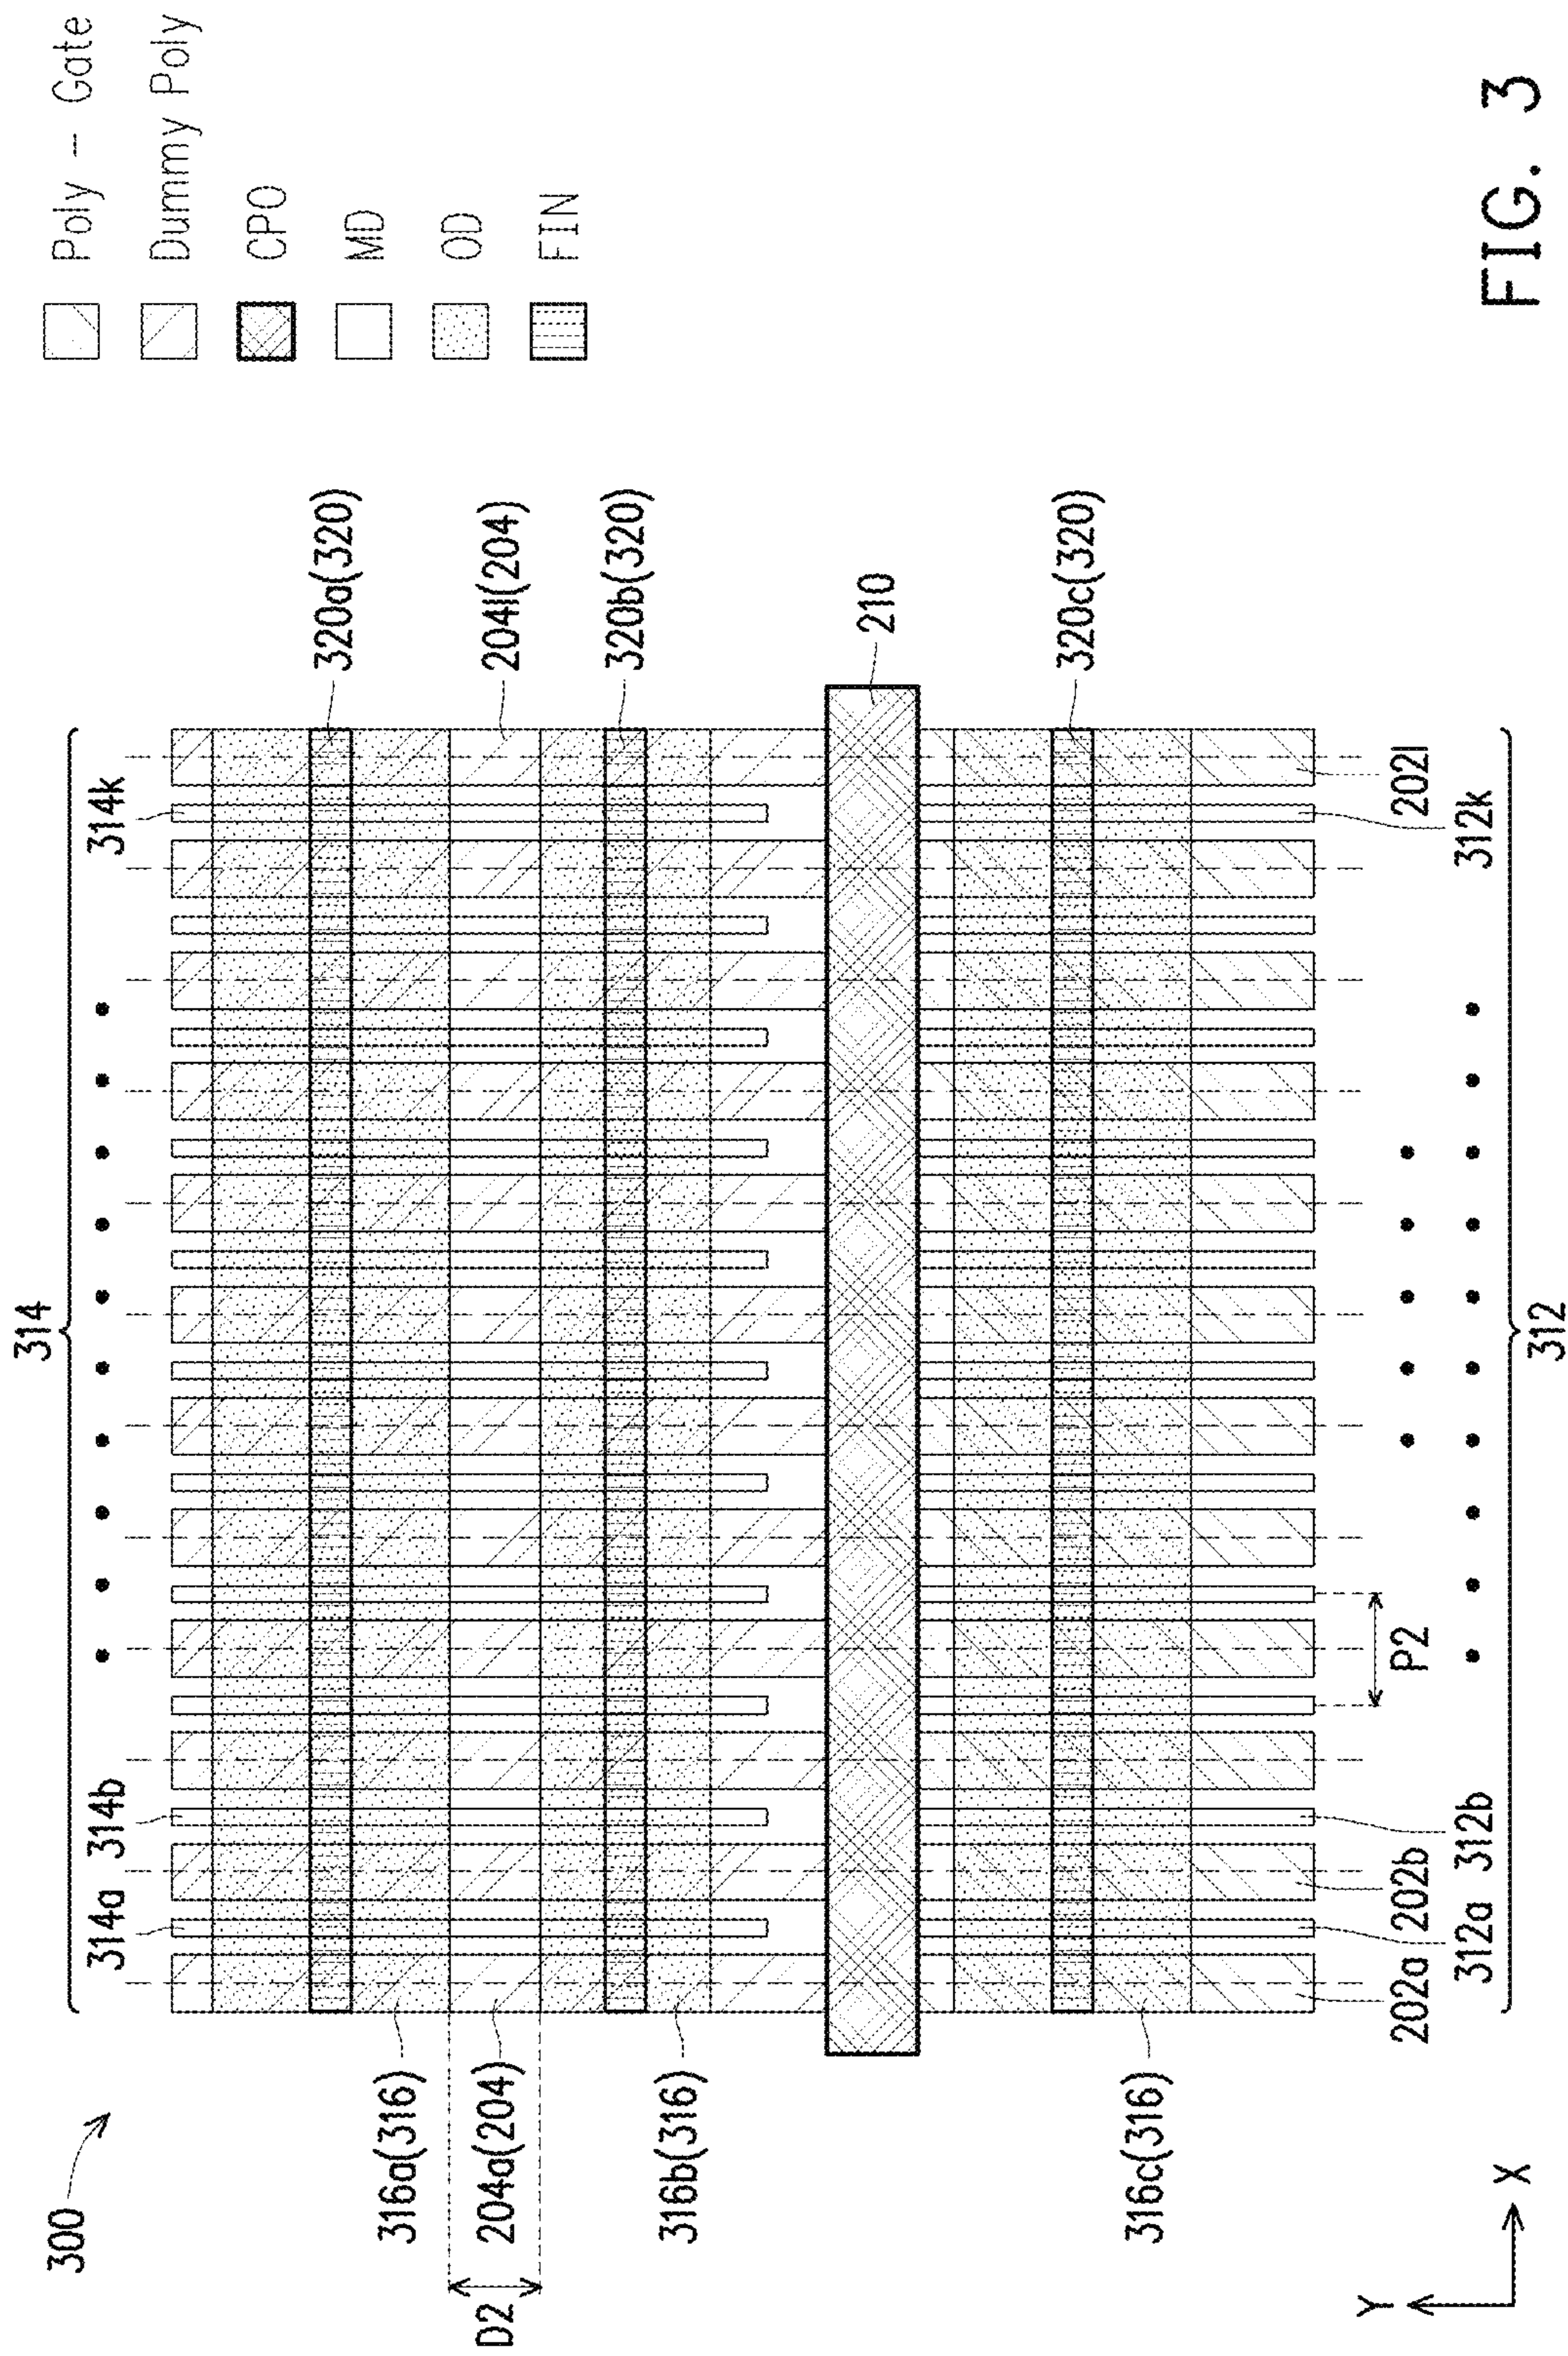 300
314
314a
314b
314k
Poly - Gate
Dummy Poly
CPO
MD
OD
FIN
320a(320)
204l(204)
320b(320)
210
320c(320)
316a(316)
D2
204a(204)
316b(316)
316c(316)
202a
202b
P2
202l
312a
312b
312k
312
Y
X
FIG. 3